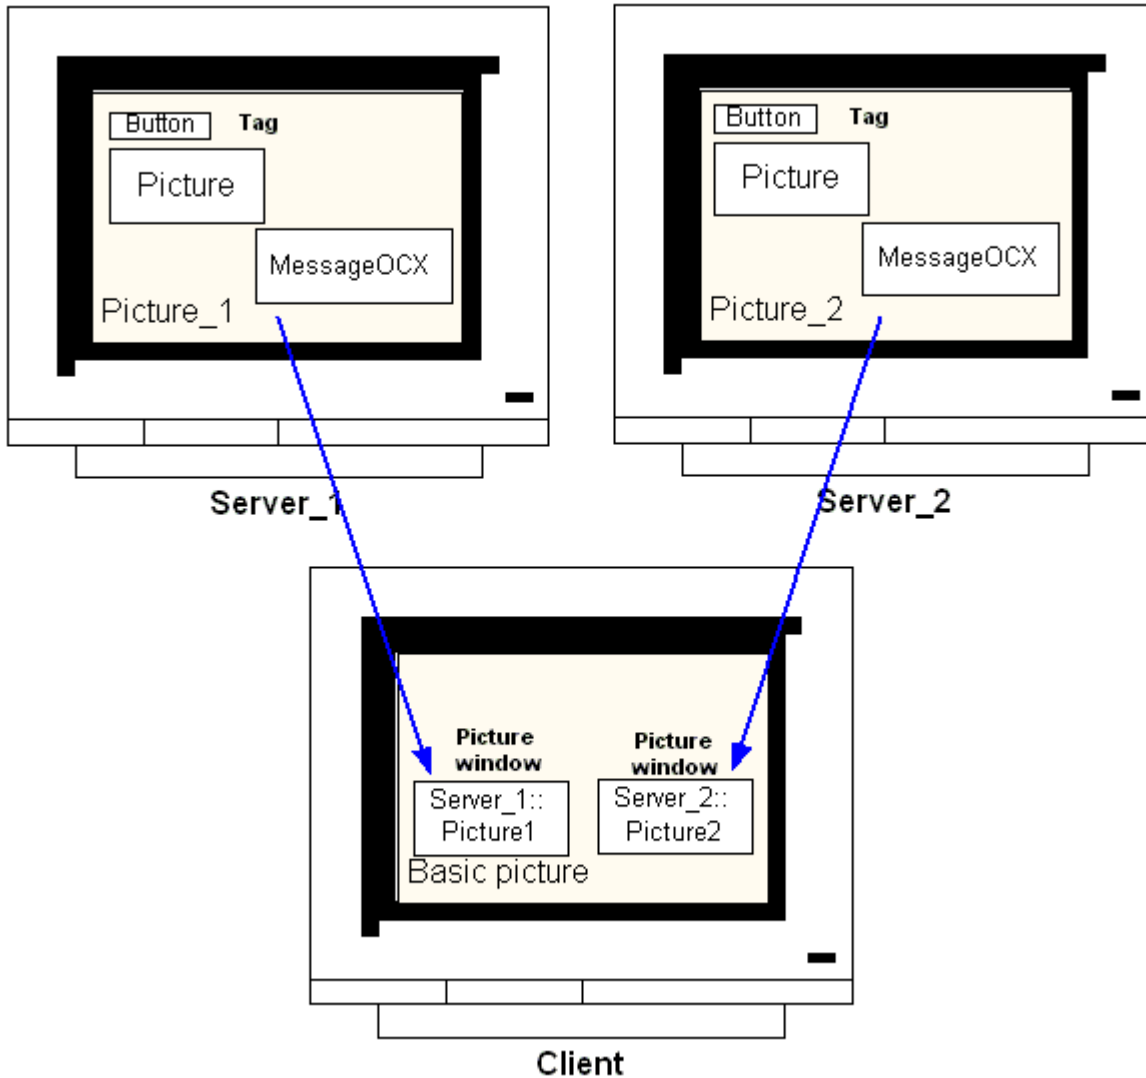 Button Tag
Picture
MessageOCX
Picture_1
Server_1
Button Tag
Picture
MessageOCX
Picture_2
Server_2
Picture
window
Server_1::
Picture1
Picture
window
Server_2::
Picture2
Basic picture
Client